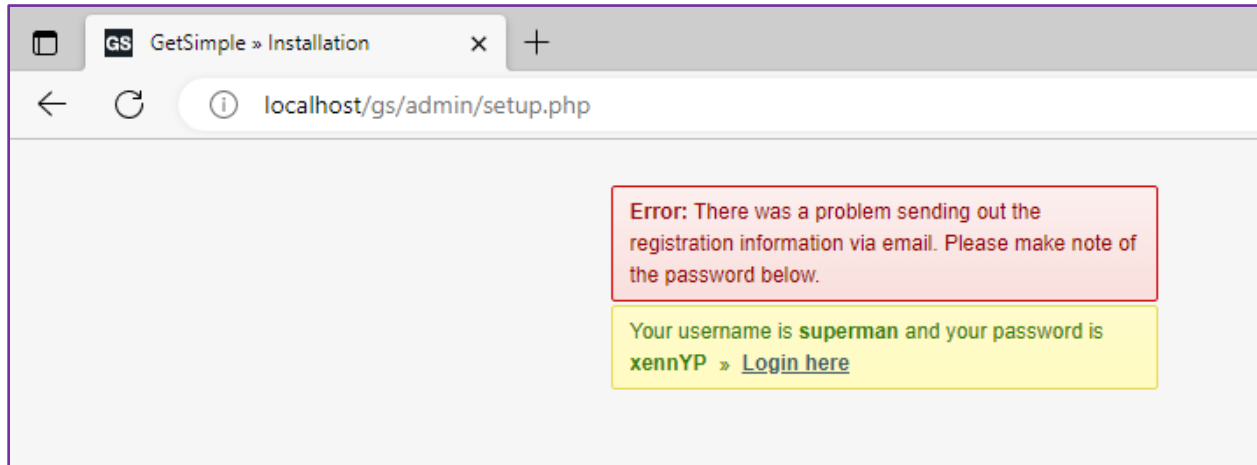 GS GetSimple » Installation
localhost/gs/admin/setup.php
Error: There was a problem sending out the
registration information via email. Please make note of
the password below.
Your username is superman and your password is
xennYP » Login here